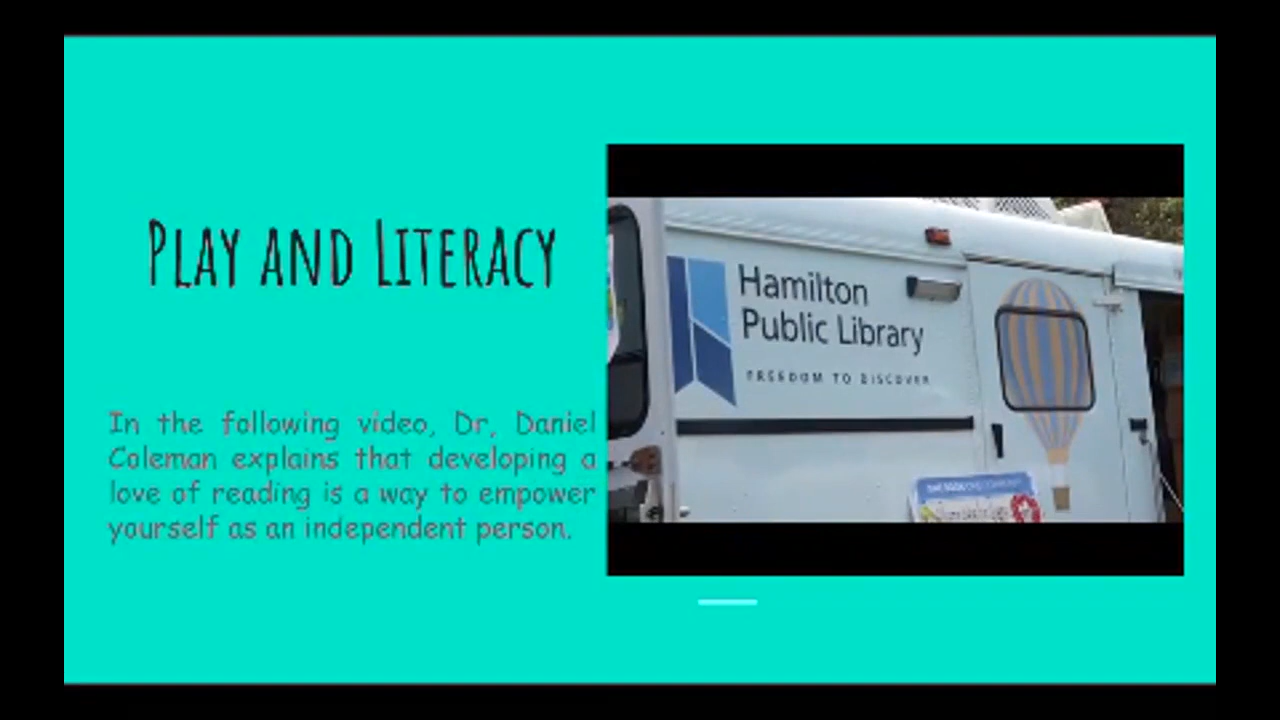 PLAY AND LITERACY
In the following video, Dr, Daniel
Coleman explains that developing a
love of reading is a way to empower
yourself as an independent person.
Hamilton
Public Library
FREEDOM TO DISCOVER